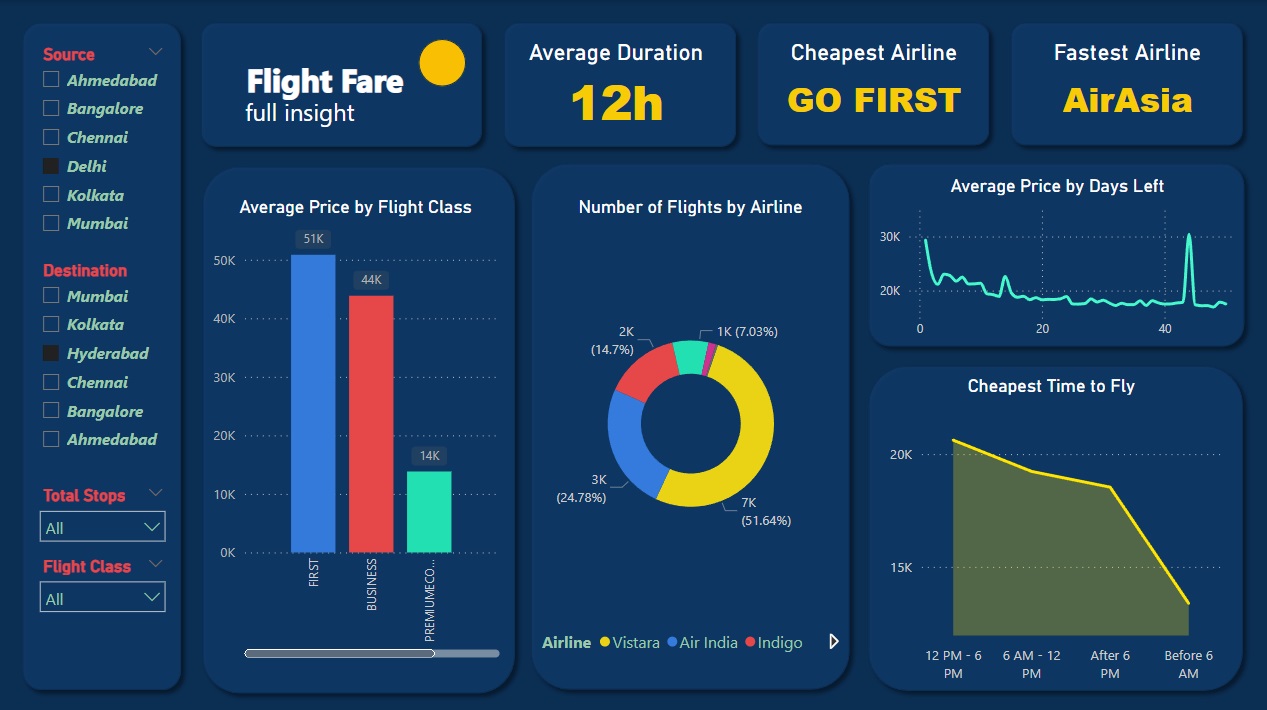 Source
Ahmedabad
Bangalore
Chennai
Delhi
Kolkata
Mumbai
Destination
Mumbai
Kolkata
Hyderabad
Chennai
Bangalore
Ahmedabad
Total Stops
All
Flight Class
All
Flight Fare
full insight
Average Duration
12h
Cheapest Airline
GO FIRST
Fastest Airline
AirAsia
Average Price by Flight Class
51K
50K
44K
40K
30K
20K
14K
10K
0K
FIRST
BUSINESS
PREMIUMECO...
Number of Flights by Airline
2K
(14.7%)
1K (7.03%)
3K
(24.78%)
7K
(51.64%)
Airline Vistara Air India Indigo
Average Price by Days Left
30K
20K
0 20 40
Cheapest Time to Fly
20K
15K
12 PM - 6
PM
6 AM - 12
PM
After 6
PM
Before 6
AM